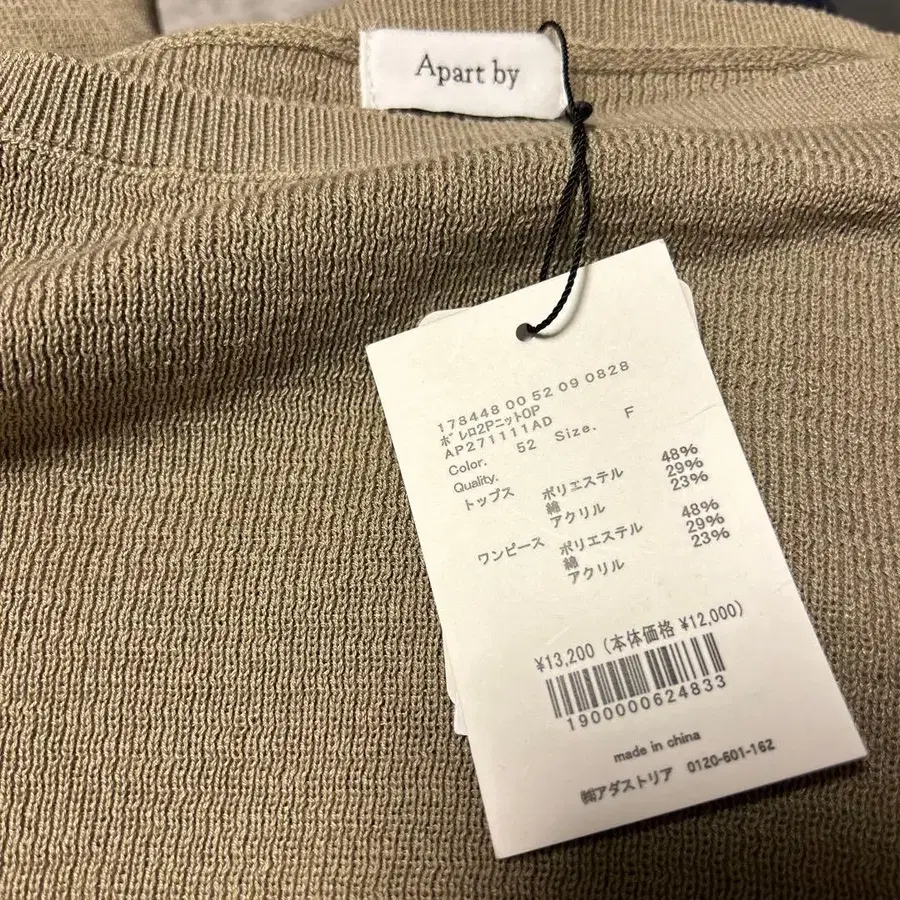 Apart by
178448 00 52 09 0828
ﾎﾞﾚﾛ2PニットOP
AP271111AD
Color. 52 Size. F
Quality.
トップス ポリエステル 48%
綿 29%
アクリル 23%
ワンピース ポリエステル 48%
綿 29%
アクリル 23%
¥13,200 (本体価格 ¥12,000)
1900000624833
made in china
㈱アダストリア 0120-601-162